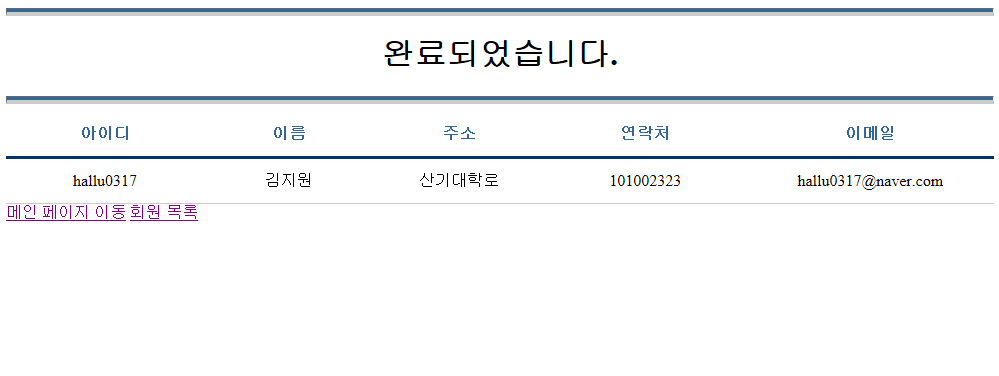 완료되었습니다.
아이디 이름 주소 연락처 이메일
hallu0317 김지원 산기대학로 101002323 hallu0317@naver.com
메인 페이지 이동 회원 목록